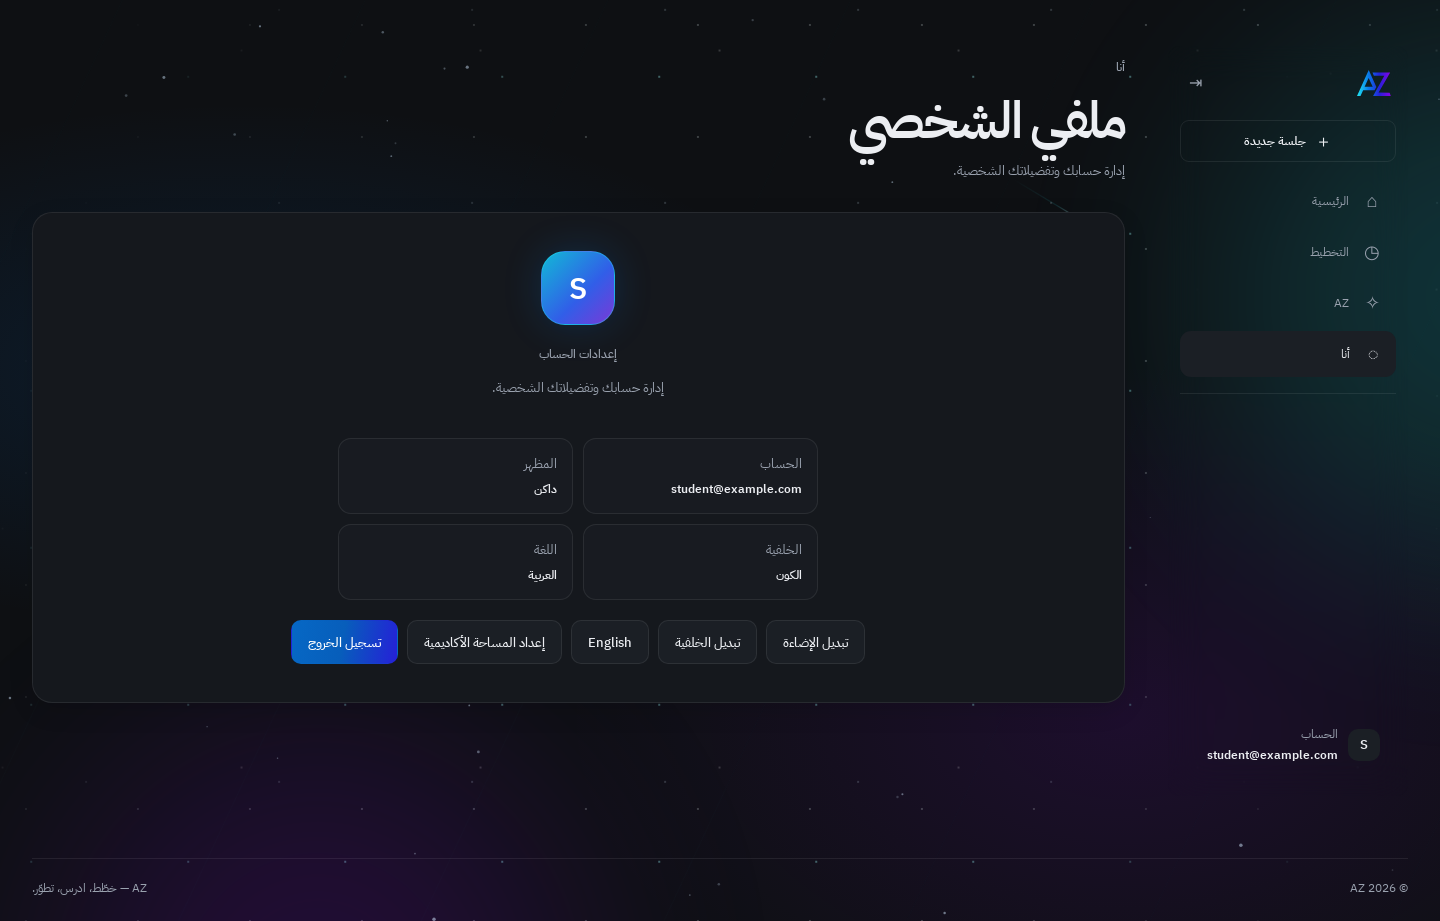 AZ
جلسة جديدة
الرئيسية
التخطيط
AZ
أنا
الحساب
student@example.com
S
أنا
ملفي الشخصي
إدارة حسابك وتفضيلاتك الشخصية.
S
إعدادات الحساب
إدارة حسابك وتفضيلاتك الشخصية.
الحساب
student@example.com
المظهر
داكن
الخلفية
الكون
اللغة
العربية
تبديل الإضاءة
تبديل الخلفية
English
إعداد المساحة الأكاديمية
تسجيل الخروج
© 2026 AZ
AZ — خطّط، ادرس، تطوّر.